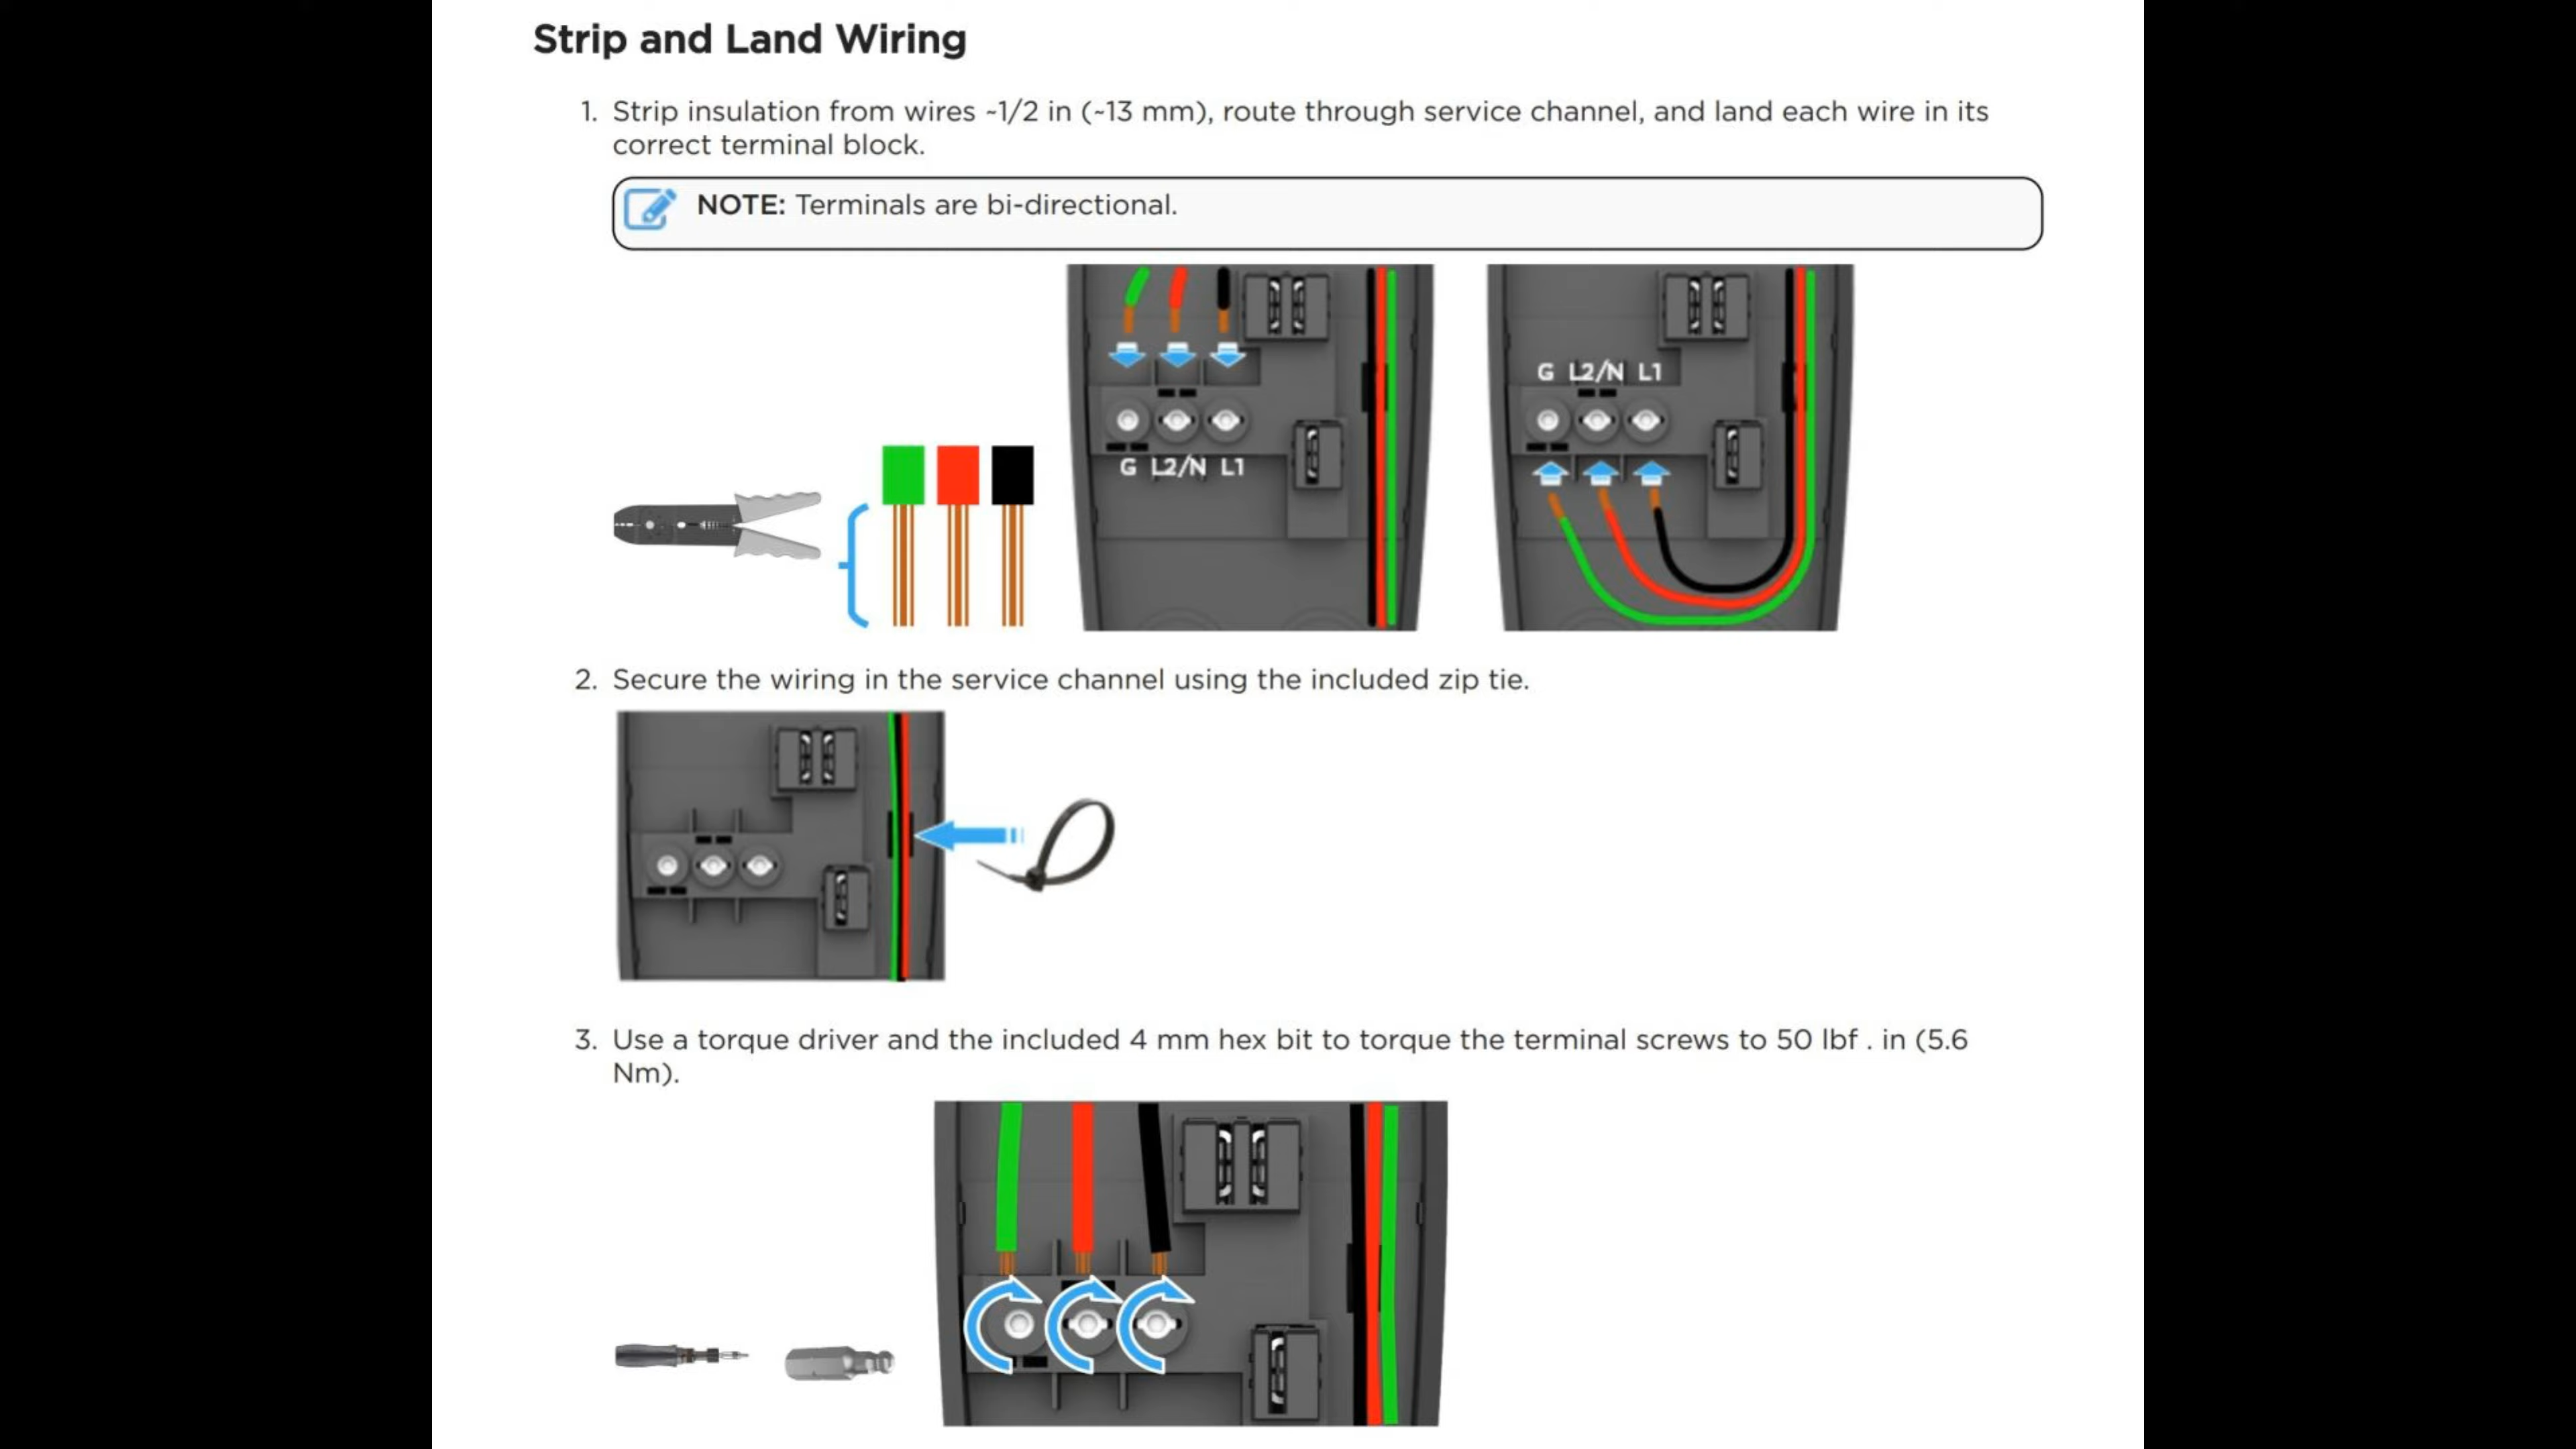 Strip and Land Wiring
1. Strip insulation from wires ~1/2 in (~13 mm), route through service channel, and land each wire in its
correct terminal block.
NOTE: Terminals are bi-directional.
G L2/N L1
G L2/N L1
2. Secure the wiring in the service channel using the included zip tie.
3. Use a torque driver and the included 4 mm hex bit to torque the terminal screws to 50 lbf . in (5.6
Nm).